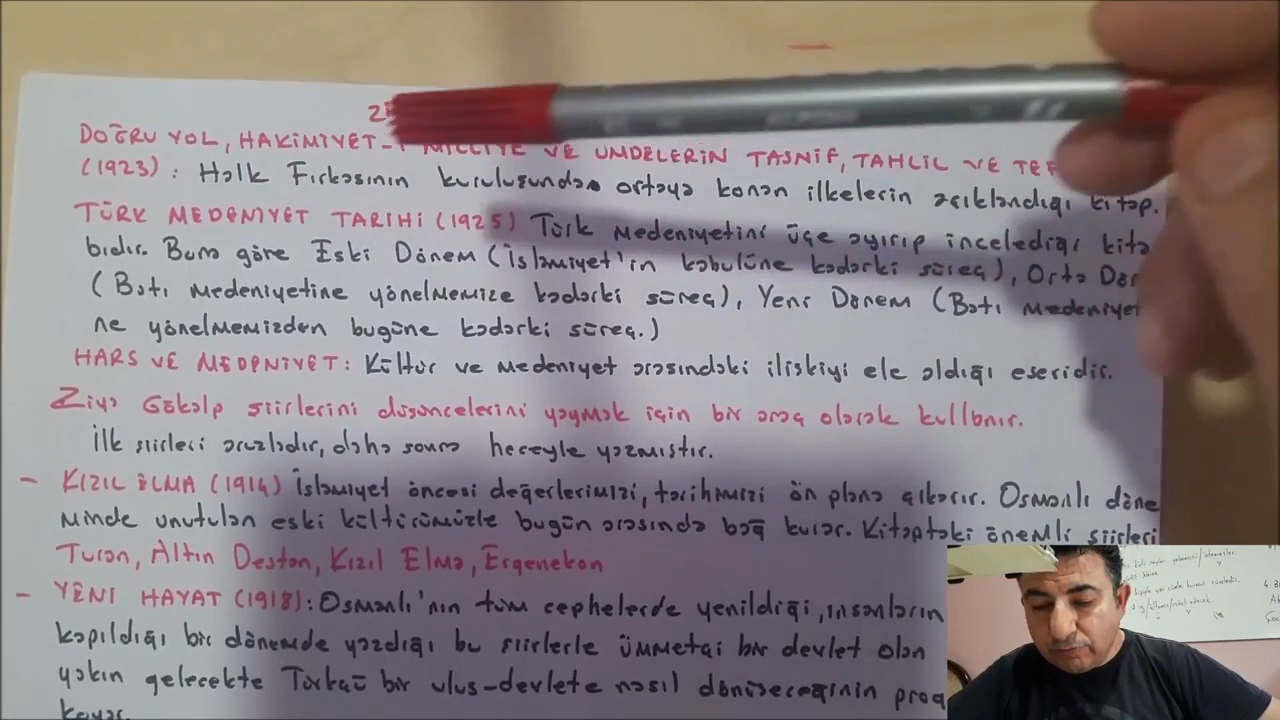 DOĞRU YOL, HAKİMİYET-İ MİLLİYE VE UMDELERİN TASNİF, TAHLİL VE TEF
(1923): Halk Fırkasının kuruluşunda ortaya konan ilkelerin açıklandığı kitap.
TÜRK MEDENİYET TARİHİ (1925) Türk Medeniyetini üçe ayırıp incelediği kita
bıdır. Buna göre Eski Dönem (İslamiyet'in kabulüne kadarki süreç), Orta Dön
(Batı Medeniyetine yönelmemize kadarki süreç), Yeni Dönem (Batı Medeniyet
ne yönelmemizden bugüne kadarki süreç.)
HARS VE MEDENİYET: Kültür ve medeniyet arasındaki ilişkiyi ele aldığı eseridir.
Ziya Gökalp şiirlerini düşüncelerini yaymak için bir araç olarak kullanır.
İlk şiirleri aruzladır, daha sonra heceyle yazmıştır.
- KIZIL ELMA (1914) İslamiyet öncesi değerlerimizi, tarihimizi ön plana çıkarır. Osmanlı döne
minde unutulan eski kültürümüzle bugün arasında bağ kurar. Kitaptaki önemli şiirleri
Turan, Altın Destan, Kızıl Elma, Ergenekon
- YENİ HAYAT (1918): Osmanlı'nın tüm cephelerde yenildiği, insanların
kapıldığı bir dönemde yazdığı bu şiirlerle ümmetçi bir devlet olan
yakın gelecekte Türkçü bir ulus-devlete nasıl dönüşeceğinin prog
koyar.